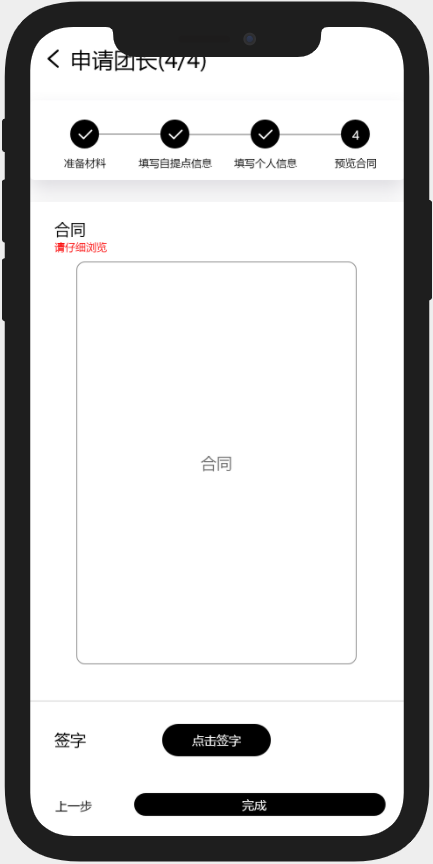 申请团长(4/4)
4
准备材料 填写自提点信息 填写个人信息 预览合同
合同
请仔细浏览
合同
签字 点击签字
上一步 完成